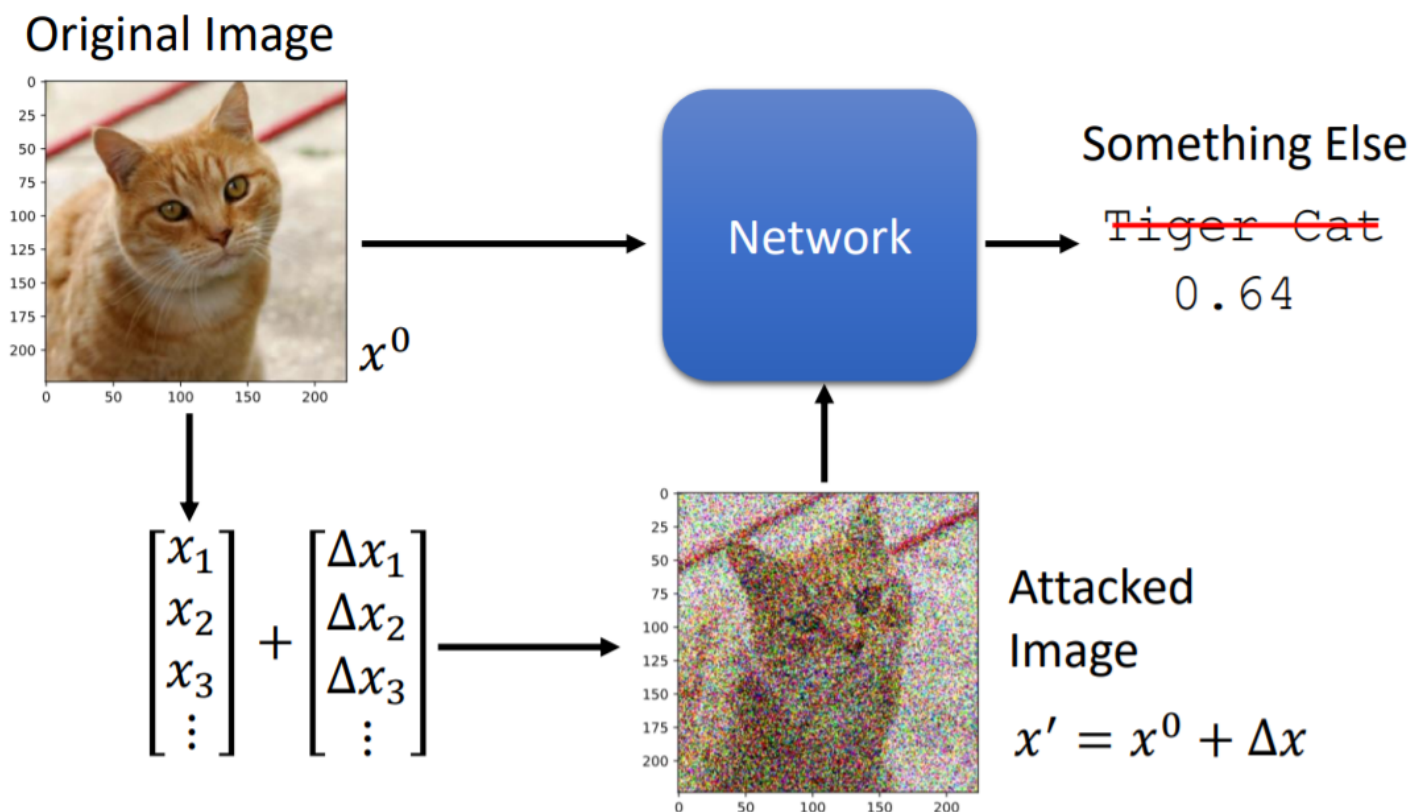 Original Image
0
25
50
75
100
125
150
175
200
0 50 100 150 200
x⁰
Network
Something Else
Tiger Cat
0.64
[x₁ x₂ x₃ ⋮] + [Δx₁ Δx₂ Δx₃ ⋮]
0
25
50
75
100
125
150
175
200
0 50 100 150 200
Attacked
Image
x′ = x⁰ + Δx